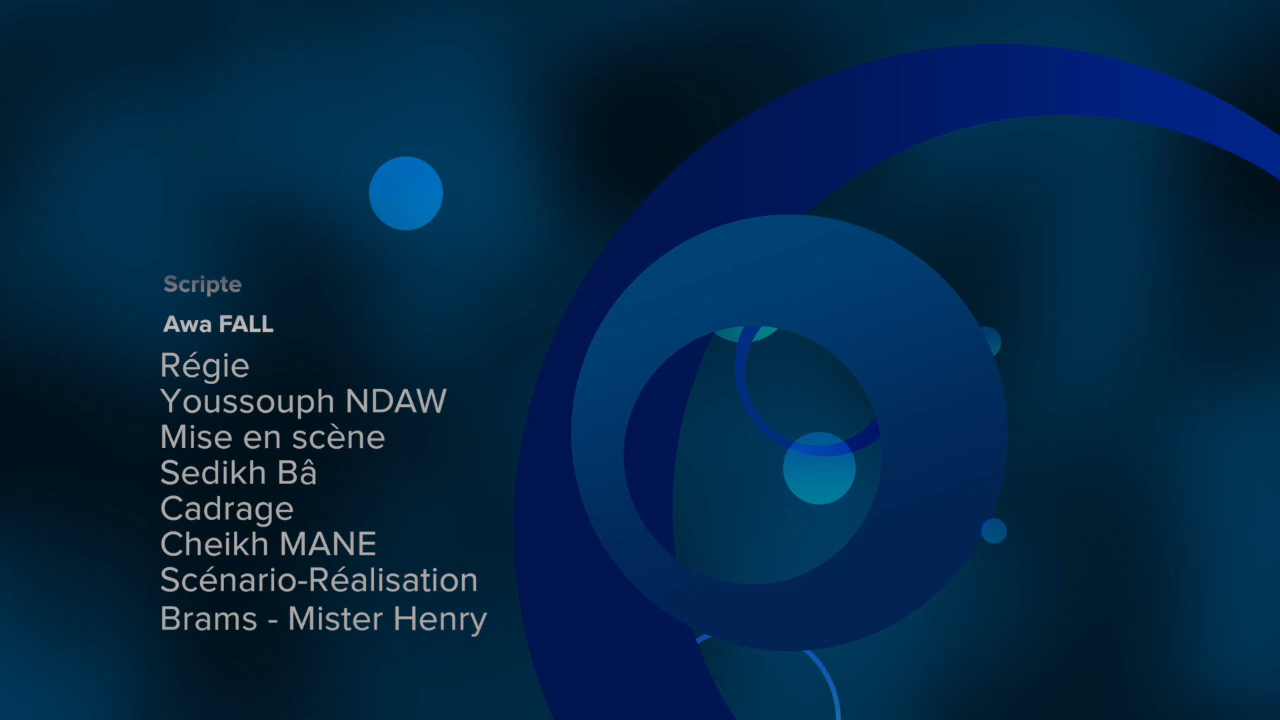 Scripte
Awa FALL
Régie
Youssouph NDAW
Mise en scène
Sedikh Bâ
Cadrage
Cheikh MANE
Scénario-Réalisation
Brams - Mister Henry